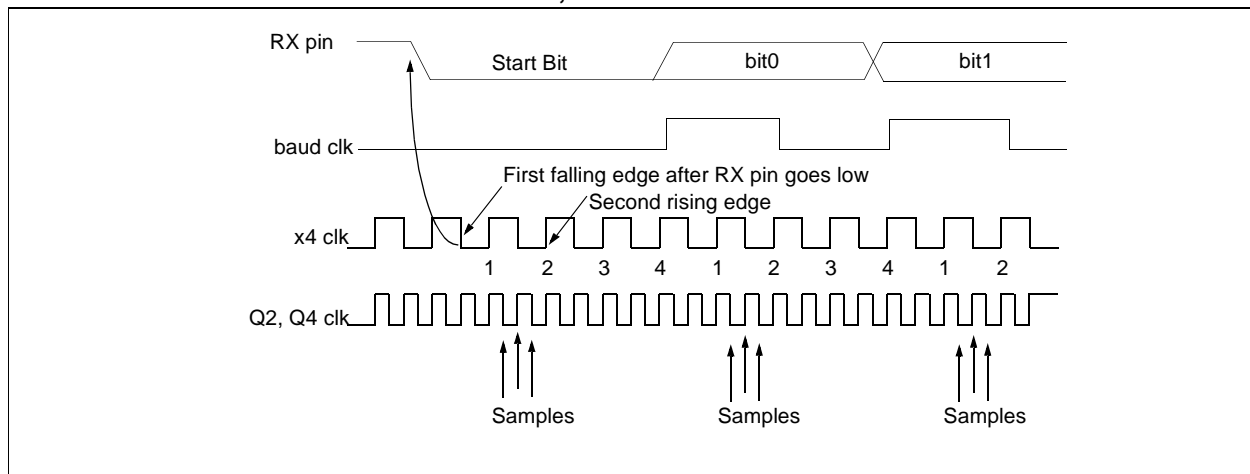 RX pin
Start Bit
bit0
bit1
baud clk
First falling edge after RX pin goes low
Second rising edge
x4 clk
1 2 3 4 1 2 3 4 1 2
Q2, Q4 clk
Samples Samples Samples